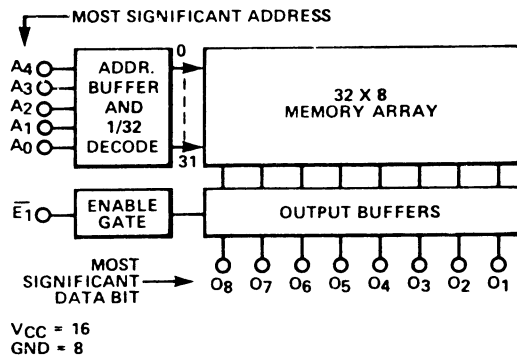 MOST SIGNIFICANT ADDRESS
A4
A3
A2
A1
A0
ADDR.
BUFFER
AND
1/32
DECODE
0
31
32 X 8
MEMORY ARRAY
E1
ENABLE
GATE
OUTPUT BUFFERS
MOST
SIGNIFICANT
DATA BIT
O8 O7 O6 O5 O4 O3 O2 O1
VCC = 16
GND = 8